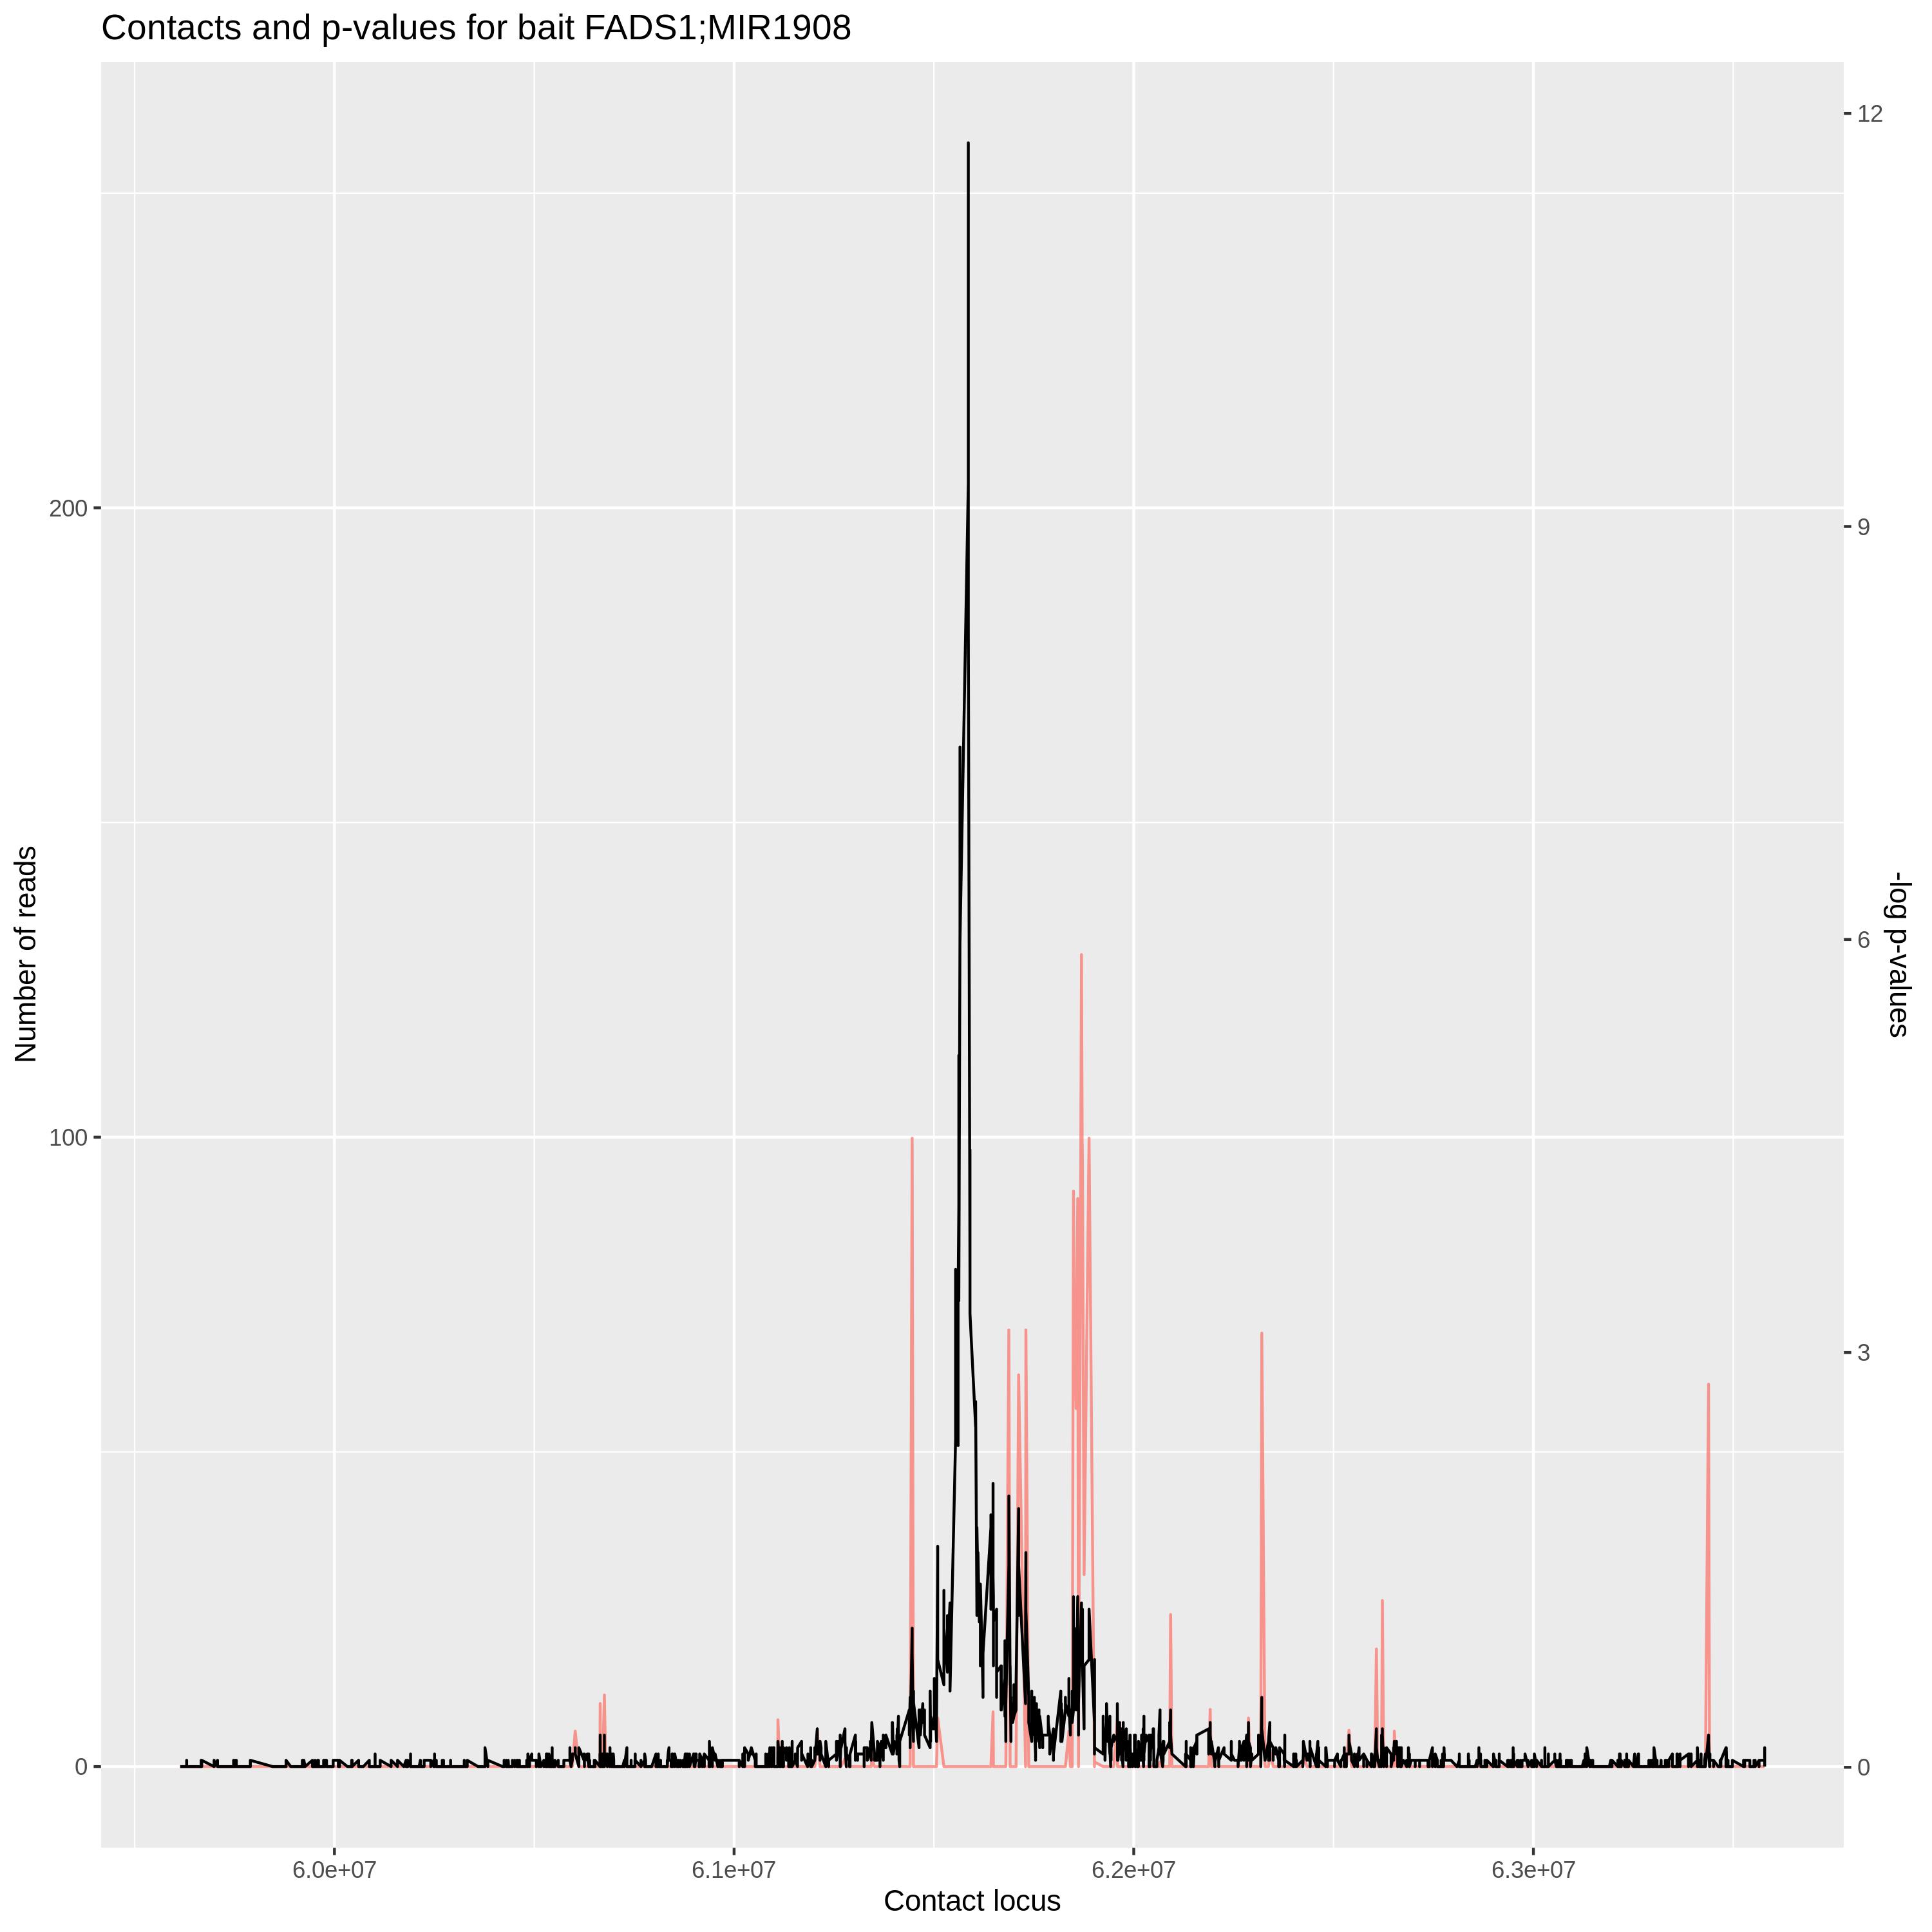 Contacts and p-values for bait FADS1;MIR1908
Number of reads
200
100
0
12
9
6
3
0
-log p-values
6.0e+07
6.1e+07
6.2e+07
6.3e+07
Contact locus